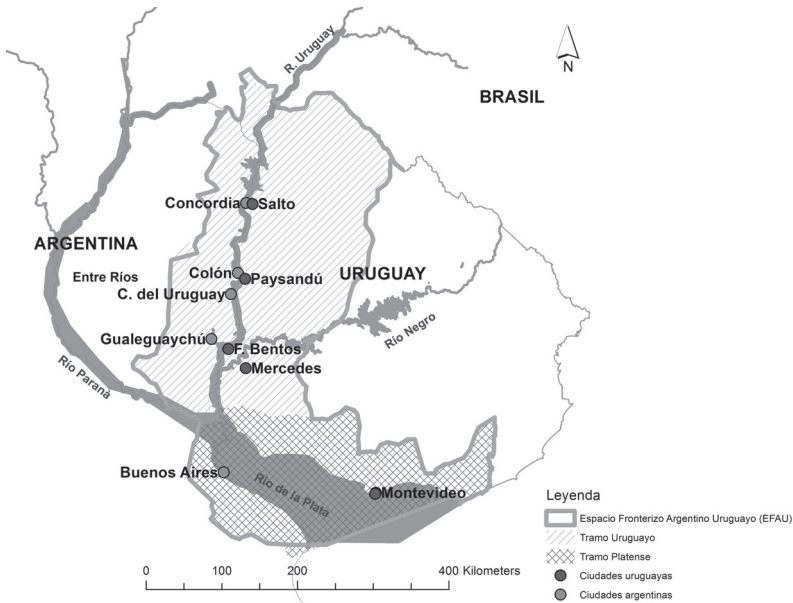 R. Uruguay
N
BRASIL
Concordia
Salto
ARGENTINA
Entre Ríos
Colón
Paysandú
URUGUAY
C. del Uruguay
Gualeguaychú
F. Bentos
Río Negro
Mercedes
Río Paranà
Buenos Aires
Río de la Plata
Montevideo
Leyenda
Espacio Fronterizo Argentino Uruguayo (EFAU)
Tramo Uruguayo
Tramo Platense
Ciudades uruguayas
Ciudades argentinas
0 100 200 400 Kilometers